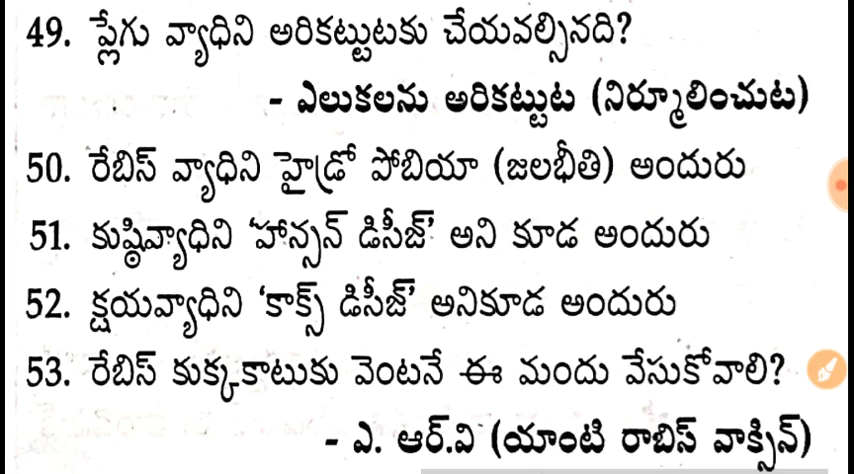 49. ప్లేగు వ్యాధిని అరికట్టుటకు చేయవల్సినది?
- ఎలుకలను అరికట్టుట (నిర్మూలించుట)
50. రేబిస్ వ్యాధిని హైడ్రో పోబియా (జలభీతి) అందురు
51. కుష్ఠివ్యాధిని ‘హాన్సన్ డిసీజ్’ అని కూడ అందురు
52. క్షయవ్యాధిని ‘కాక్స్ డిసీజ్’ అనికూడ అందురు
53. రేబిస్ కుక్కకాటుకు వెంటనే ఈ మందు వేసుకోవాలి?
- ఎ. ఆర్.వి (యాంటి రాబిస్ వాక్సిన్)